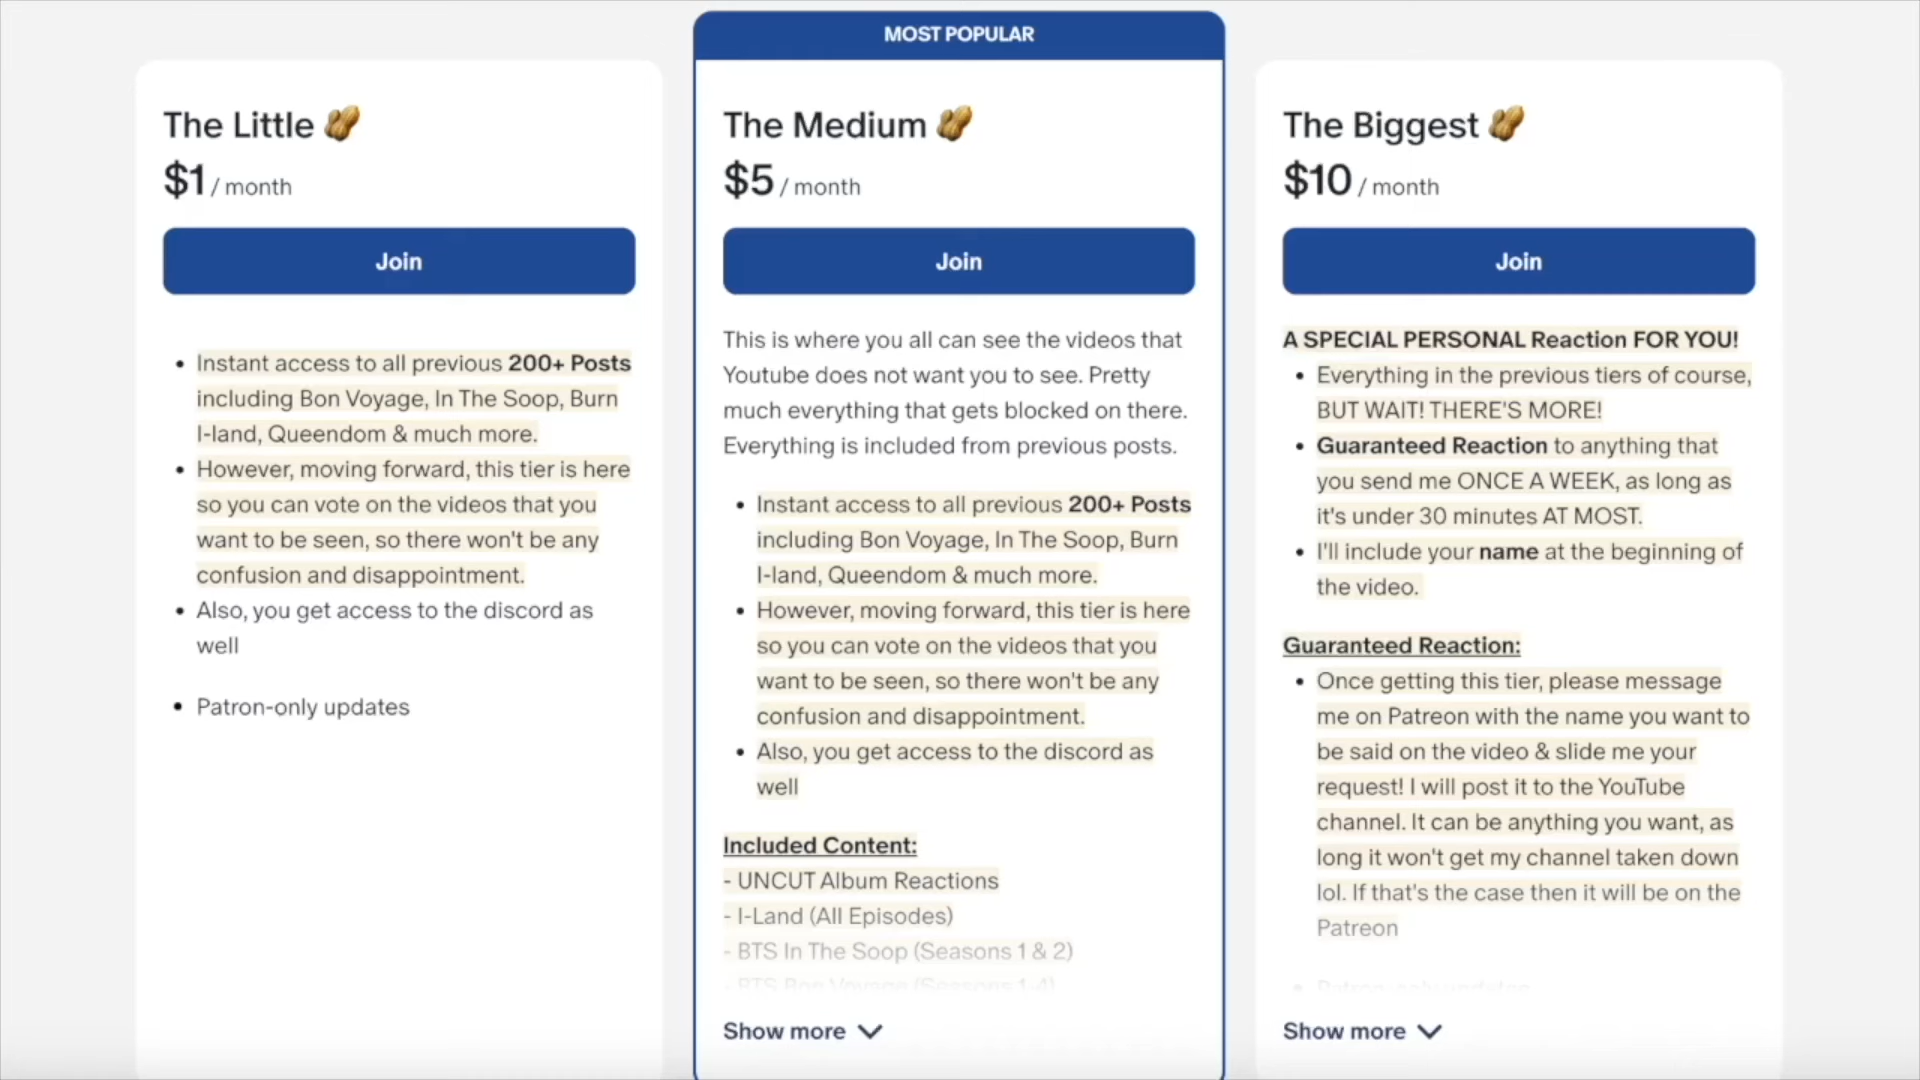 The Little 🥜
$1 / month
Join
Instant access to all previous 200+ Posts
including Bon Voyage, In The Soop, Burn
I-land, Queendom & much more.
However, moving forward, this tier is here
so you can vote on the videos that you
want to be seen, so there won't be any
confusion and disappointment.
Also, you get access to the discord as
well
Patron-only updates
MOST POPULAR
The Medium 🥜
$5 / month
Join
This is where you all can see the videos that
Youtube does not want you to see. Pretty
much everything that gets blocked on there.
Everything is included from previous posts.
Instant access to all previous 200+ Posts
including Bon Voyage, In The Soop, Burn
I-land, Queendom & much more.
However, moving forward, this tier is here
so you can vote on the videos that you
want to be seen, so there won't be any
confusion and disappointment.
Also, you get access to the discord as
well
Included Content:
- UNCUT Album Reactions
- I-Land (All Episodes)
- BTS In The Soop (Seasons 1 & 2)
- BTS Bon Voyage (Seasons 1-4)
Show more
The Biggest 🥜
$10 / month
Join
A SPECIAL PERSONAL Reaction FOR YOU!
Everything in the previous tiers of course,
BUT WAIT! THERE'S MORE!
Guaranteed Reaction to anything that
you send me ONCE A WEEK, as long as
it's under 30 minutes AT MOST.
I'll include your name at the beginning of
the video.
Guaranteed Reaction:
Once getting this tier, please message
me on Patreon with the name you want to
be said on the video & slide me your
request! I will post it to the YouTube
channel. It can be anything you want, as
long it won't get my channel taken down
lol. If that's the case then it will be on the
Patreon
Patron-only updates
Show more